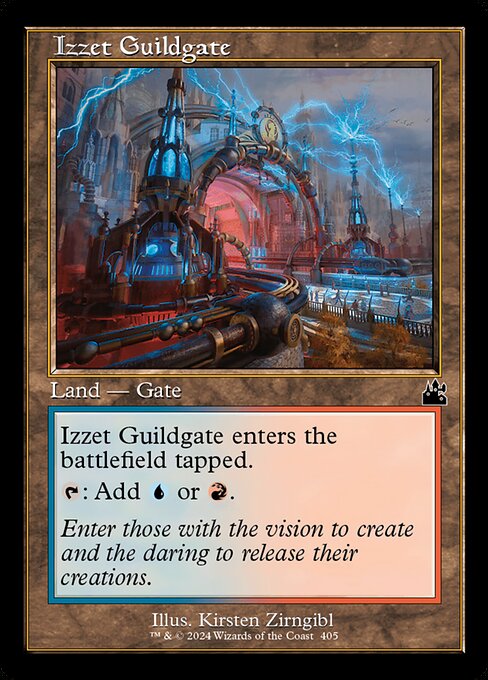 Izzet Guildgate
Land — Gate
Izzet Guildgate enters the
battlefield tapped.
: Add or .
Enter those with the vision to create
and the daring to release their
creations.
Illus. Kirsten Zirngibl
™ & © 2024 Wizards of the Coast 405